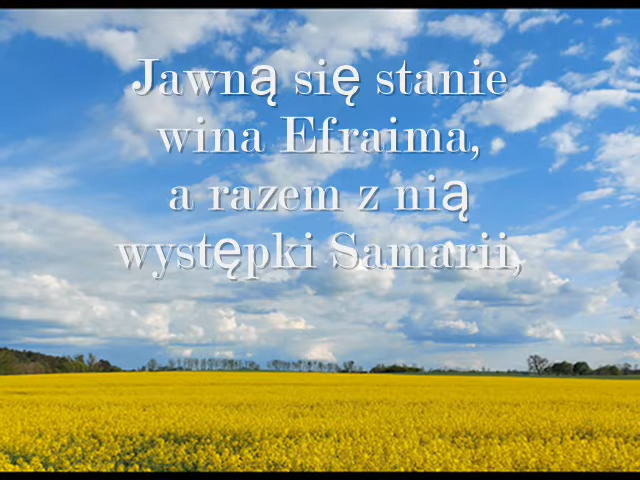 Jawną się stanie
wina Efraima,
a razem z nią
występki Samarii,